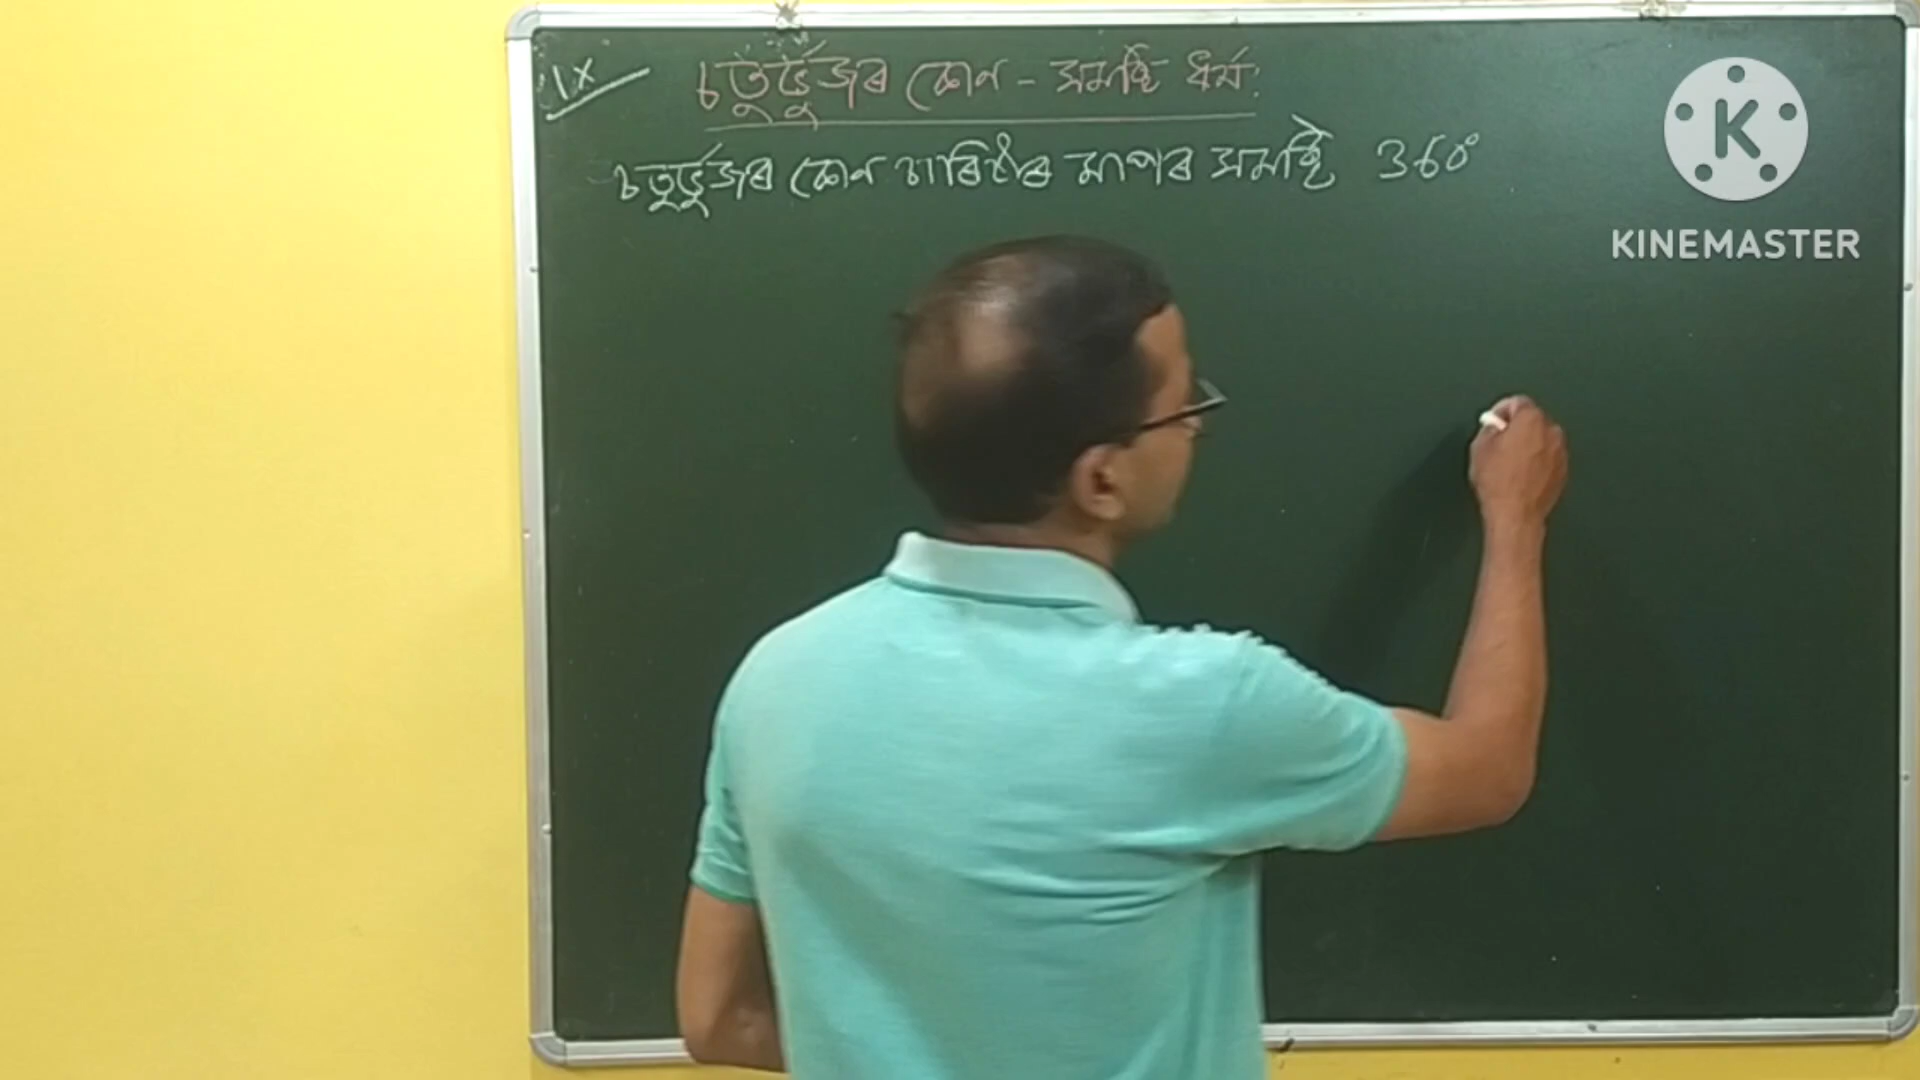 IX
চতুৰ্ভুজৰ কোণ - সমষ্টি ধৰ্ম:
চতুৰ্ভুজৰ কোণ চাৰিটাৰ মাপৰ সমষ্টি 360°
K
KINEMASTER